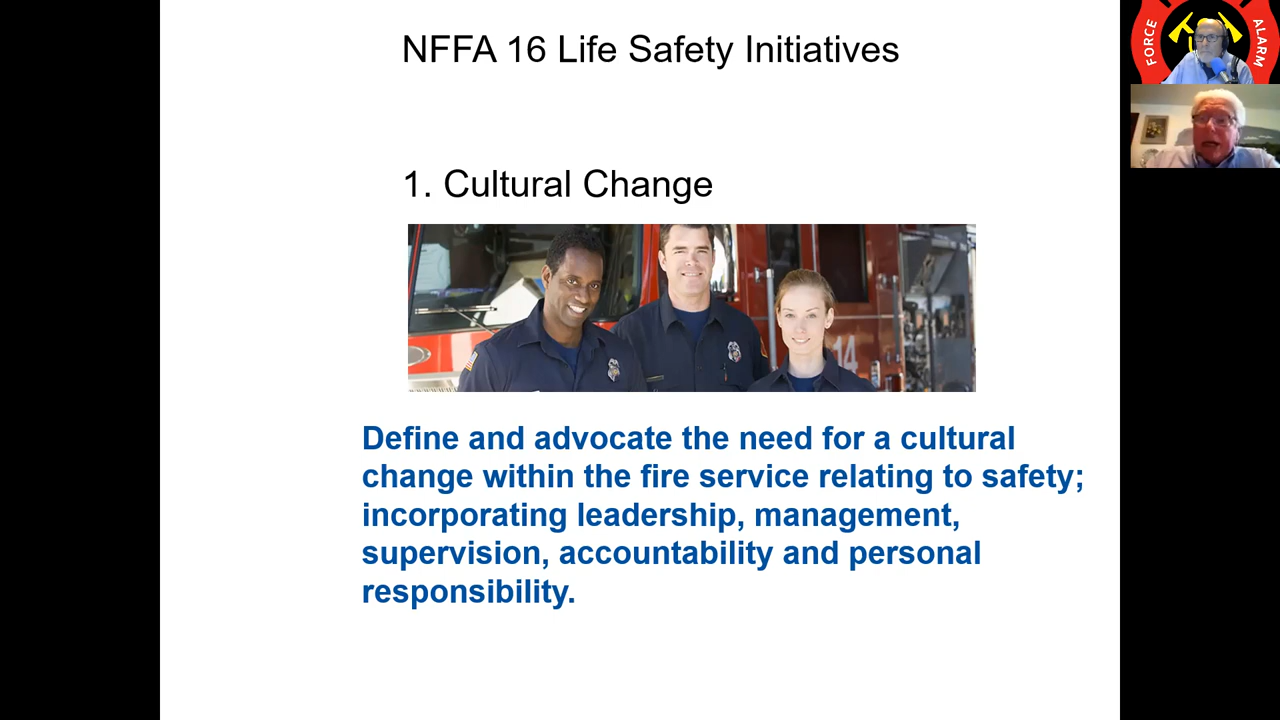 NFFA 16 Life Safety Initiatives
FORCE
ALARM
1. Cultural Change
14
Define and advocate the need for a cultural
change within the fire service relating to safety;
incorporating leadership, management,
supervision, accountability and personal
responsibility.